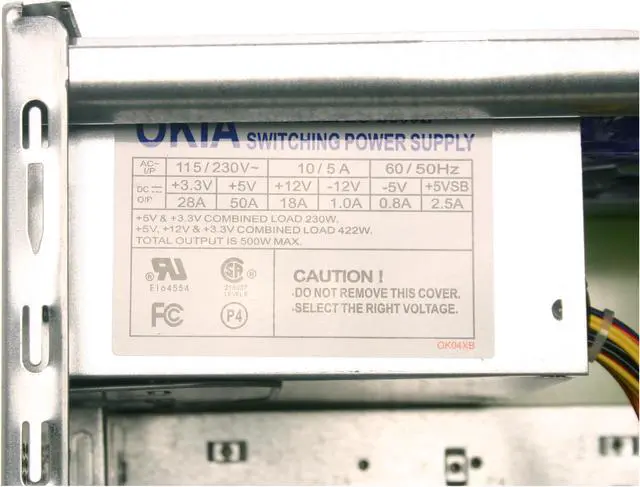 OKIA SWITCHING POWER SUPPLY
AC~ I/P 115/230V~ 10/5A 60/50Hz
DC O/P +3.3V +5V +12V -12V -5V +5VSB
28A 50A 18A 1.0A 0.8A 2.5A
+5V & +3.3V COMBINED LOAD 230W.
+5V, +12V & +3.3V COMBINED LOAD 422W.
TOTAL OUTPUT IS 500W MAX.
E164554
LEVEL 6
FC
P4
CAUTION !
·DO NOT REMOVE THIS COVER.
·SELECT THE RIGHT VOLTAGE.
OK04XB